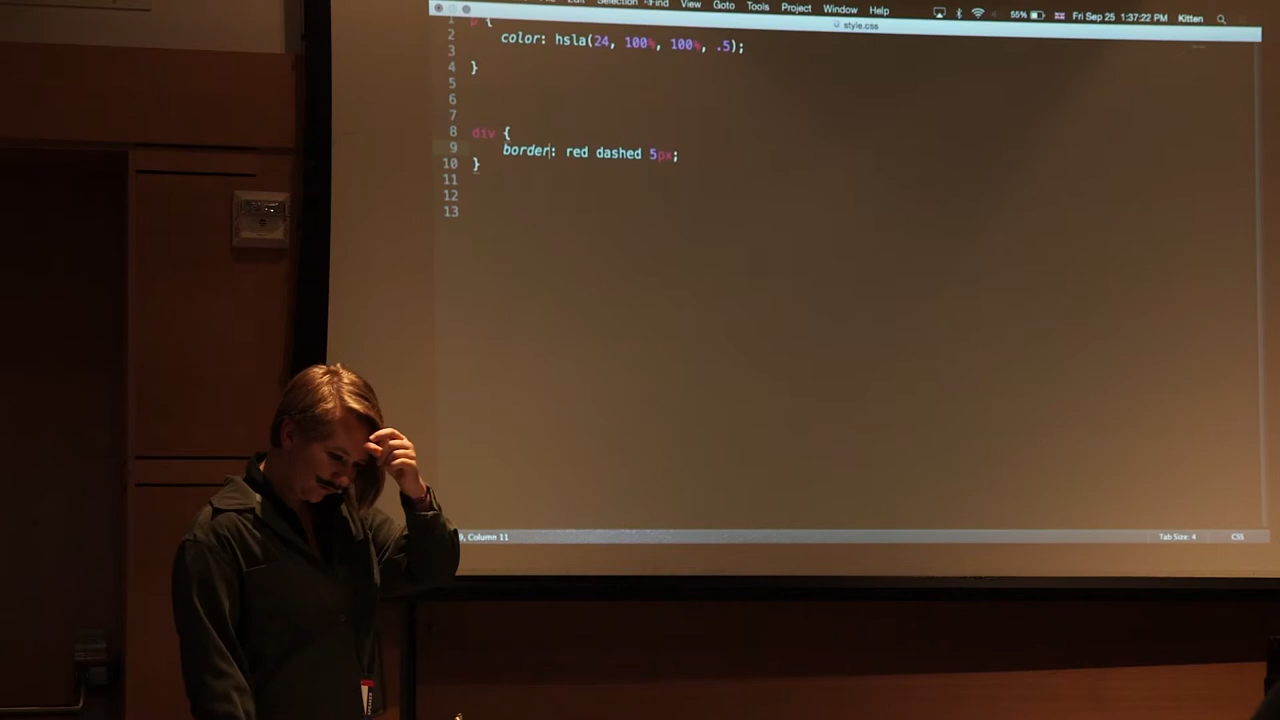 Edit Selection Find View Goto Tools Project Window Help 55% Fri Sep 25 1:37:22 PM Kitten
style.css
1 p {
2 color: hsla(24, 100%, 100%, .5);
3
4 }
5
6
7
8 div {
9 border: red dashed 5px;
10 }
11
12
13
9, Column 11 Tab Size: 4 CSS